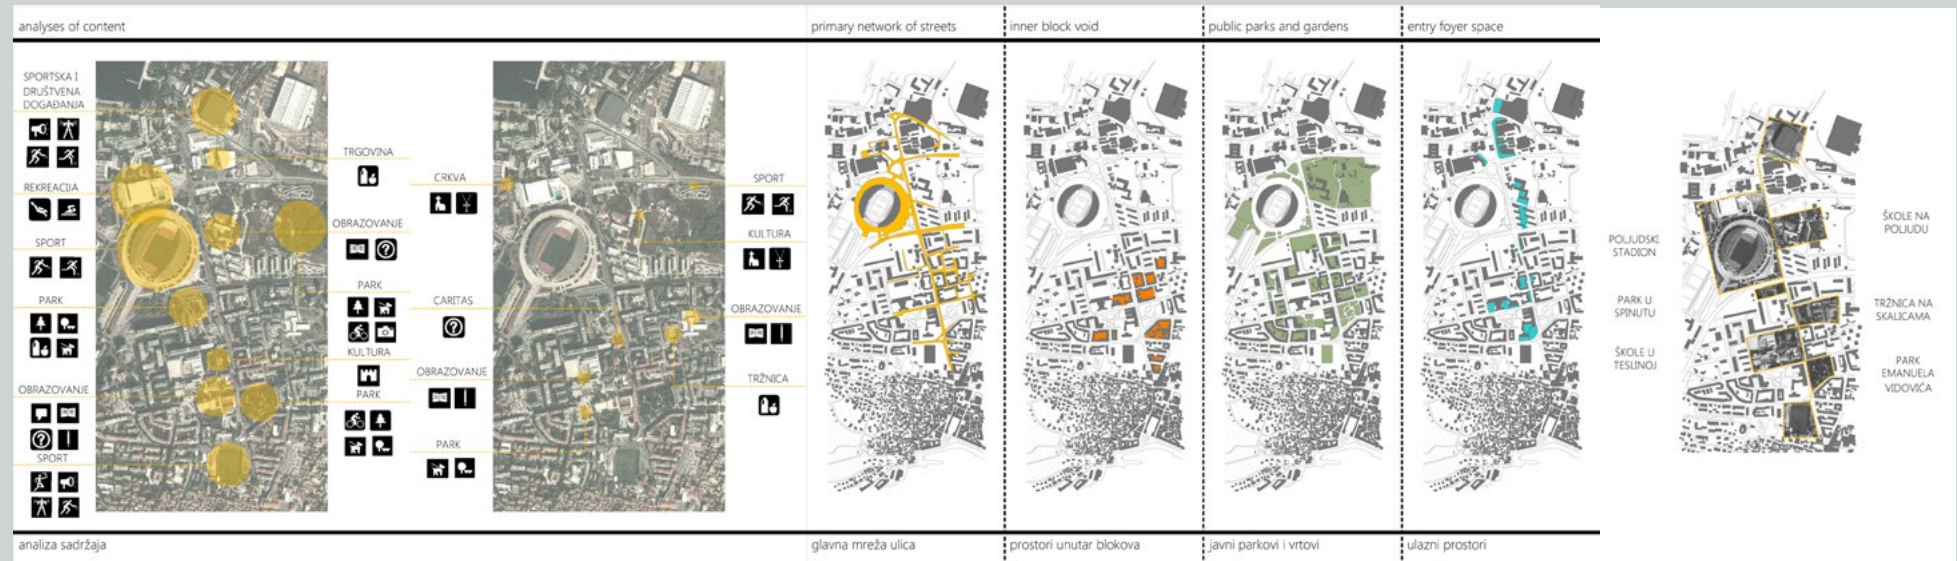 analyses of content
primary network of streets
inner block void
public parks and gardens
entry foyer space
SPORTSKA I
DRUŠTVENA
DOGAĐANJA
REKREACIJA
SPORT
PARK
OBRAZOVANJE
SPORT
TRGOVINA
OBRAZOVANJE
PARK
KULTURA
PARK
CRKVA
CARITAS
OBRAZOVANJE
PARK
SPORT
KULTURA
OBRAZOVANJE
TRŽNICA
POLJUDSKI
STADION
PARK U
SPINUTU
ŠKOLE U
TESLINOJ
ŠKOLE NA
POLJUDU
TRŽNICA NA
SKALICAMA
PARK
EMANUELA
VIDOVIĆA
analiza sadržaja
glavna mreža ulica
prostori unutar blokova
javni parkovi i vrtovi
ulazni prostori